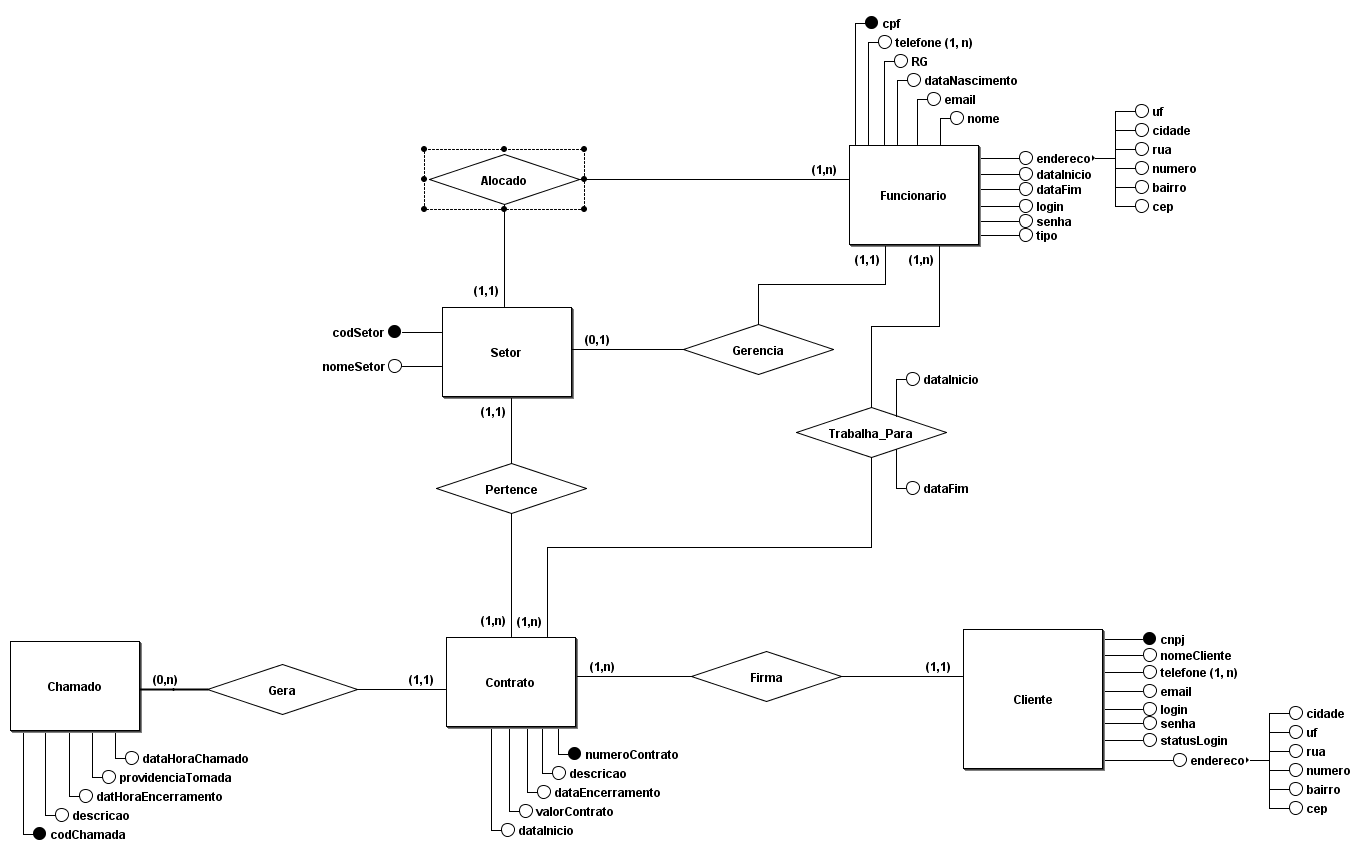 cpf
telefone (1, n)
RG
dataNascimento
email
nome
uf
cidade
rua
numero
bairro
cep
endereco
dataInicio
dataFim
login
senha
tipo
Funcionario
Alocado
(1,n)
(1,1)
(1,1)
(1,n)
codSetor
nomeSetor
Setor
(0,1)
Gerencia
(1,1)
dataInicio
Trabalha_Para
dataFim
Pertence
(1,n)
(1,n)
Chamado
(0,n)
Gera
(1,1)
Contrato
(1,n)
Firma
(1,1)
Cliente
cnpj
nomeCliente
telefone (1, n)
email
login
senha
statusLogin
endereco
cidade
uf
rua
numero
bairro
cep
dataHoraChamado
providenciaTomada
datHoraEncerramento
descricao
codChamada
numeroContrato
descricao
dataEncerramento
valorContrato
dataInicio